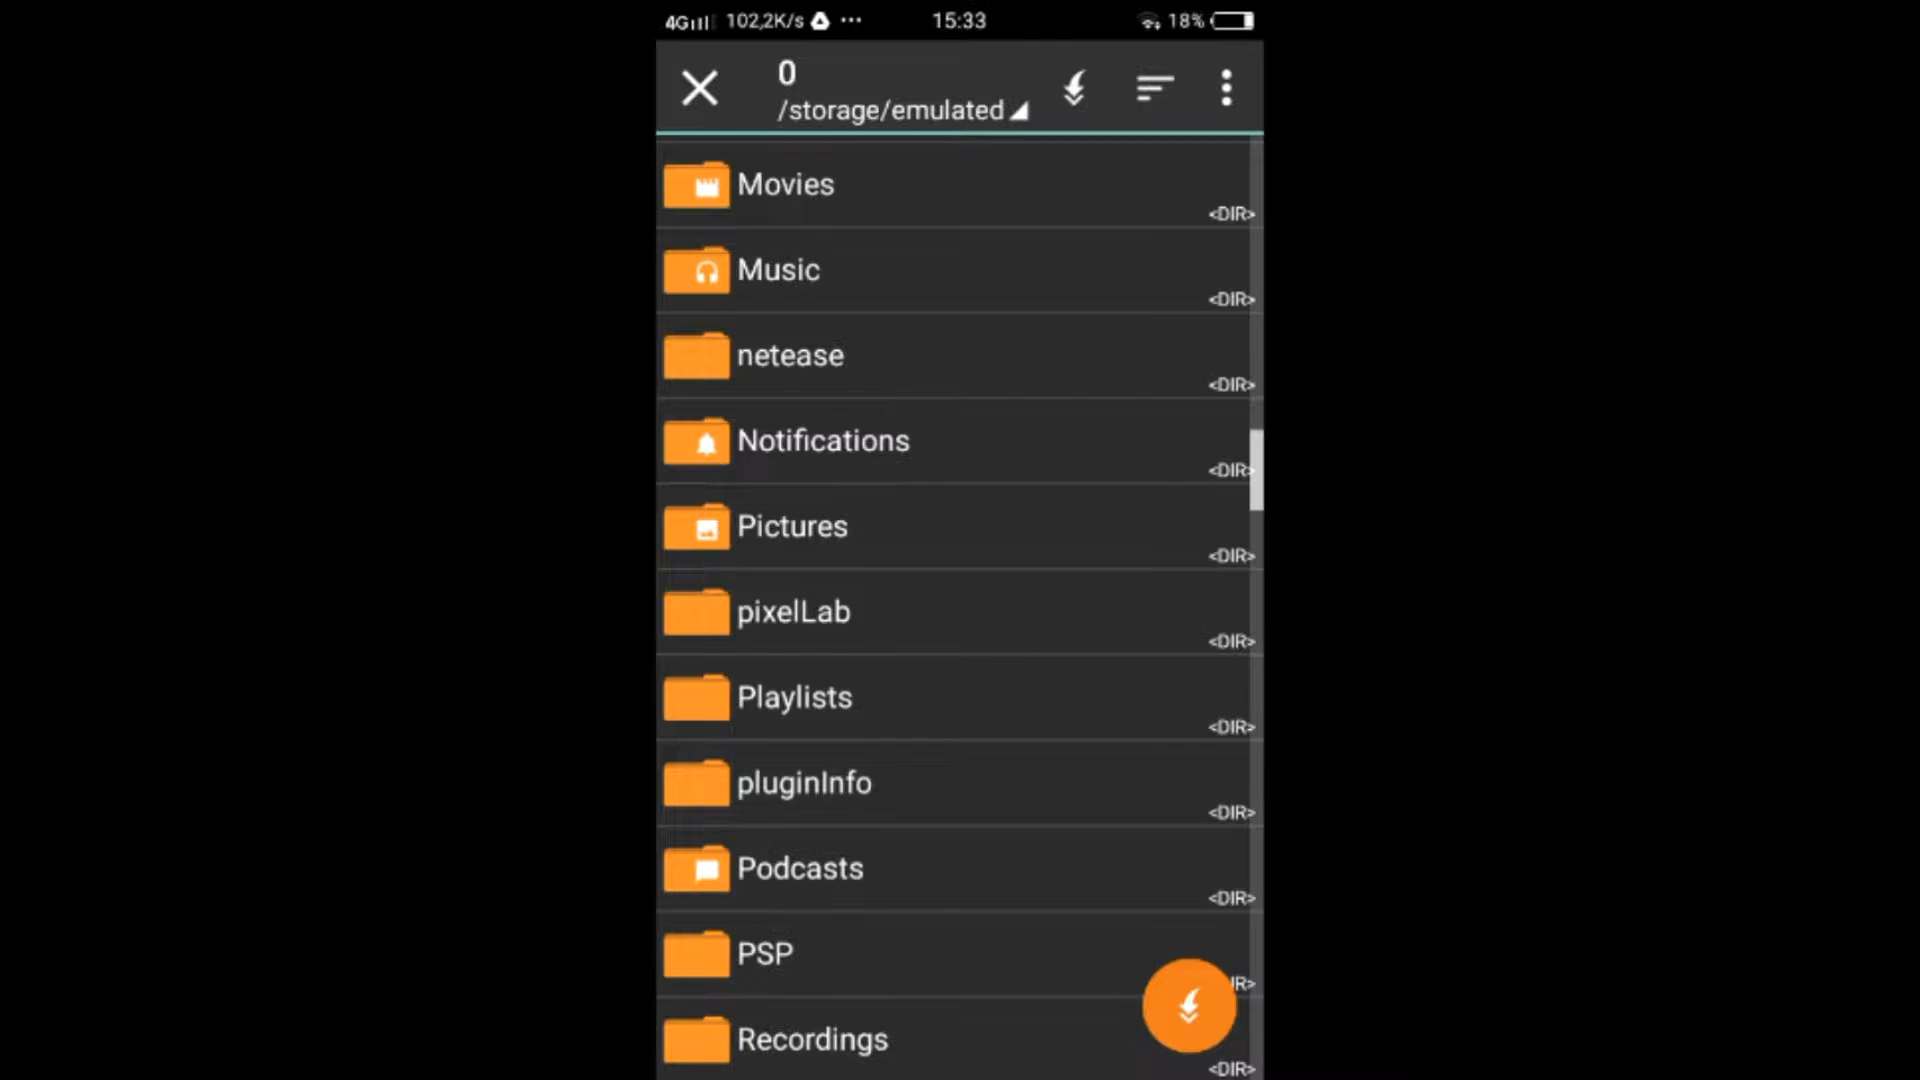 4G 102,2K/s ... 15:33 18%
0
/storage/emulated
Movies
<DIR>
Music
<DIR>
netease
<DIR>
Notifications
<DIR>
Pictures
<DIR>
pixelLab
<DIR>
Playlists
<DIR>
pluginInfo
<DIR>
Podcasts
<DIR>
PSP
IR>
Recordings
<DIR>